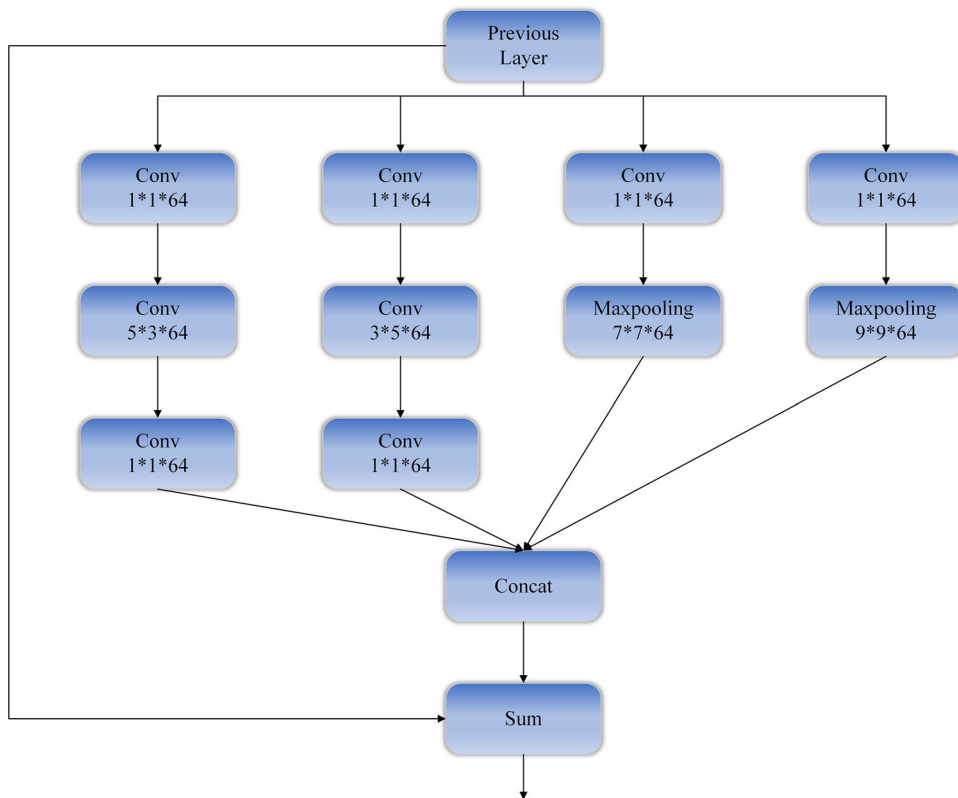 Previous
Layer
Conv
1*1*64
Conv
1*1*64
Conv
1*1*64
Conv
1*1*64
Conv
5*3*64
Conv
3*5*64
Maxpooling
7*7*64
Maxpooling
9*9*64
Conv
1*1*64
Conv
1*1*64
Concat
Sum